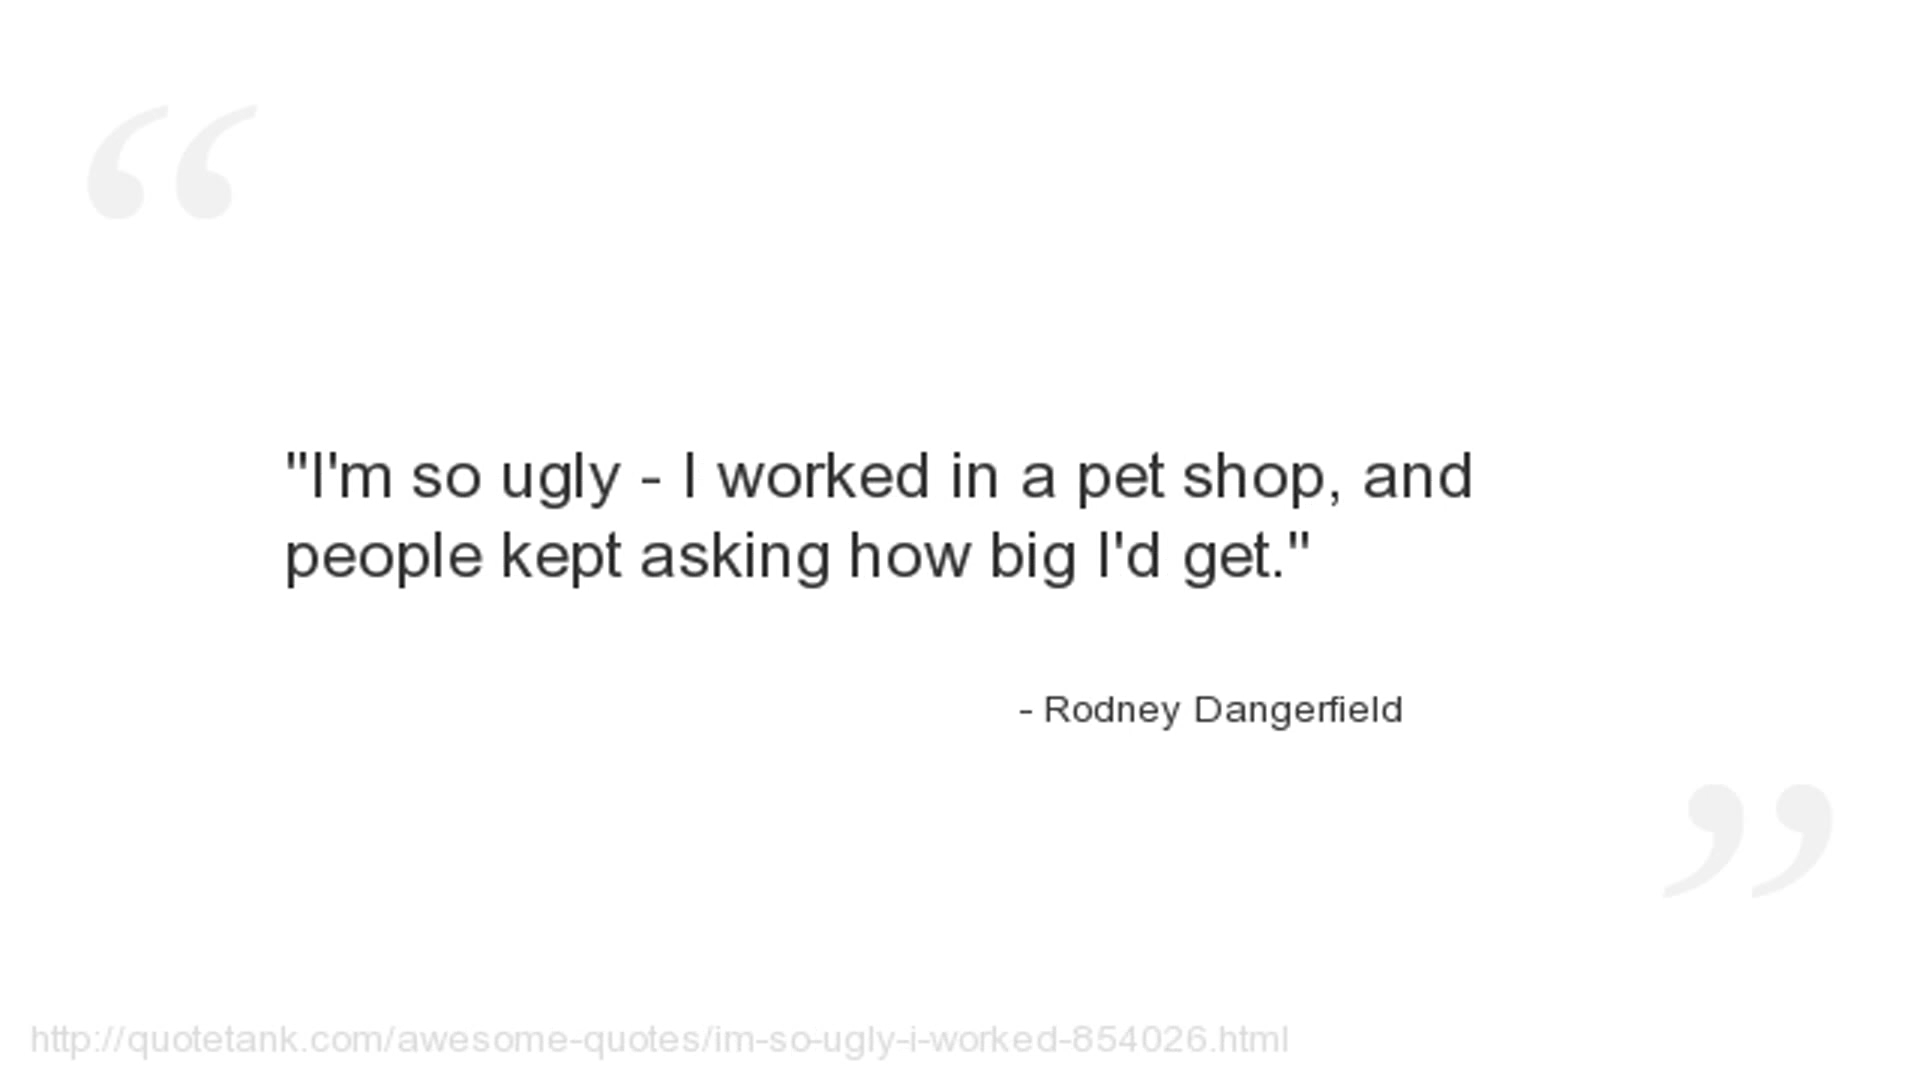 "I'm so ugly - I worked in a pet shop, and
people kept asking how big I'd get."
- Rodney Dangerfield
http://quotetank.com/awesome-quotes/im-so-ugly-i-worked-854026.html